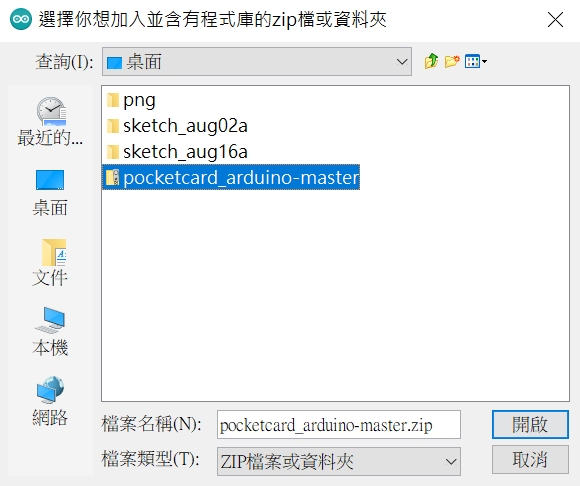 選擇你想加入並含有程式庫的zip檔或資料夾
查詢(I):
桌面
png
sketch_aug02a
sketch_aug16a
pocketcard_arduino-master
最近的...
桌面
文件
本機
網路
檔案名稱(N):
pocketcard_arduino-master.zip
開啟
檔案類型(T):
ZIP檔案或資料夾
取消